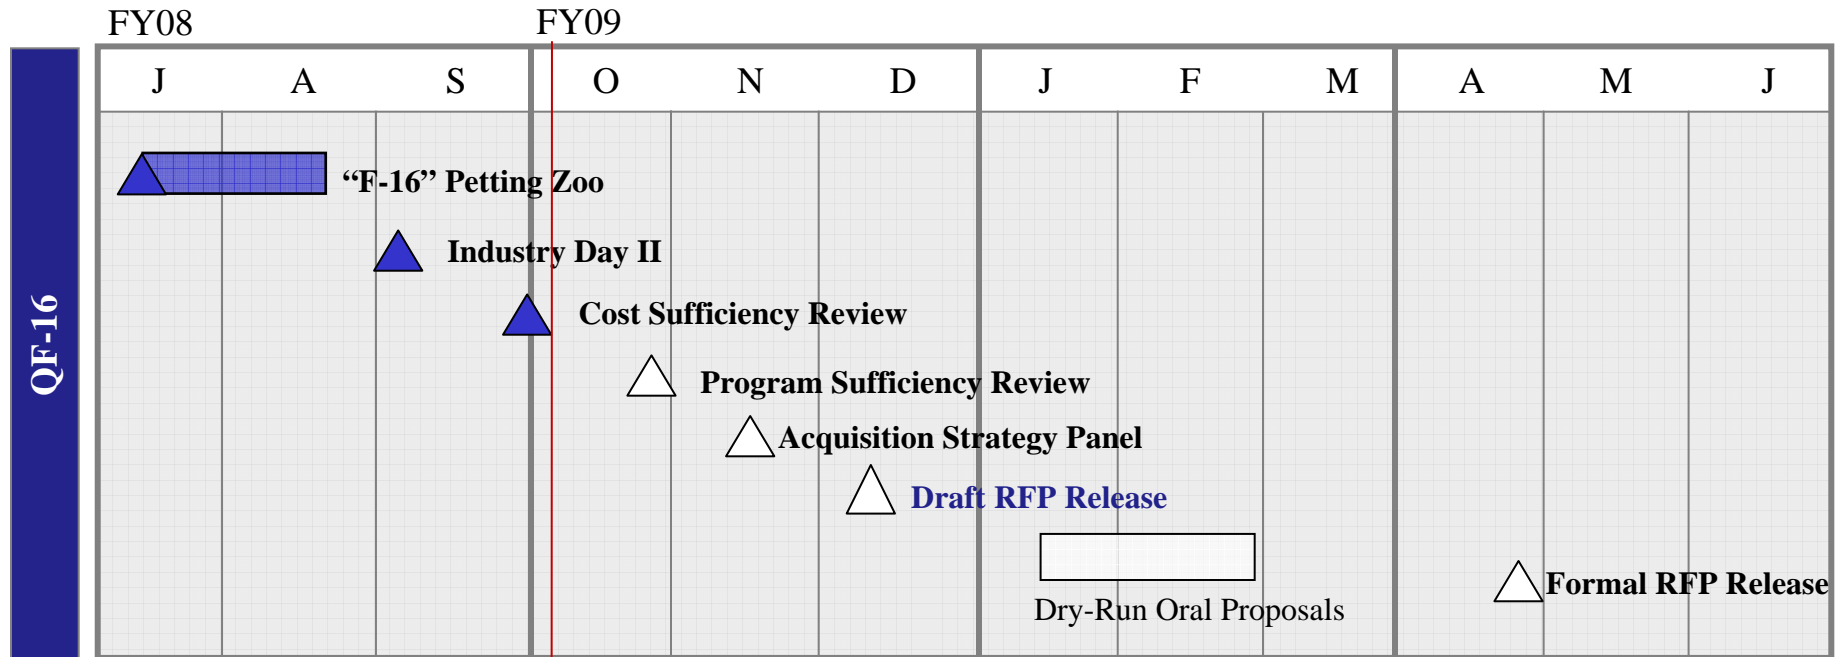 FY08 FY09
J A S O N D J F M A M J
QF-16
“F-16” Petting Zoo
Industry Day II
Cost Sufficiency Review
Program Sufficiency Review
Acquisition Strategy Panel
Draft RFP Release
Formal RFP Release
Dry-Run Oral Proposals